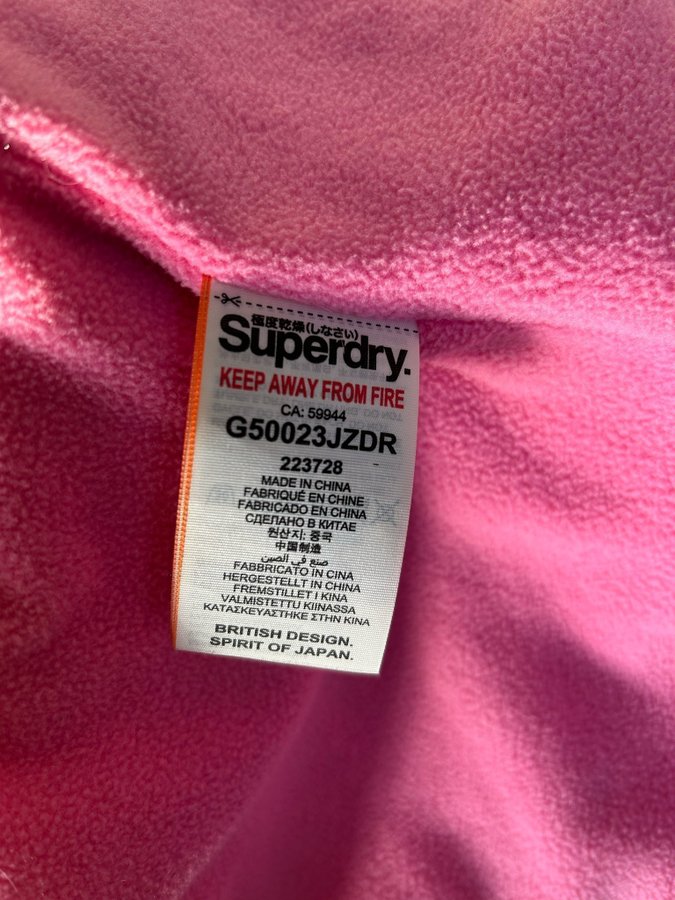 極度乾燥(しなさい)
Superdry.
KEEP AWAY FROM FIRE
CA: 59944
G50023JZDR
223728
MADE IN CHINA
FABRIQUÉ EN CHINE
FABRICADO EN CHINA
СДЕЛАНО В КИТАЕ
원산지: 중국
中国制造
صنع في الصين
FABBRICATO IN CINA
HERGESTELLT IN CHINA
FREMSTILLET I KINA
VALMISTETTU KIINASSA
ΚΑΤΑΣΚΕΥΑΣΤΗΚΕ ΣΤΗΝ ΚΙΝΑ
BRITISH DESIGN.
SPIRIT OF JAPAN.